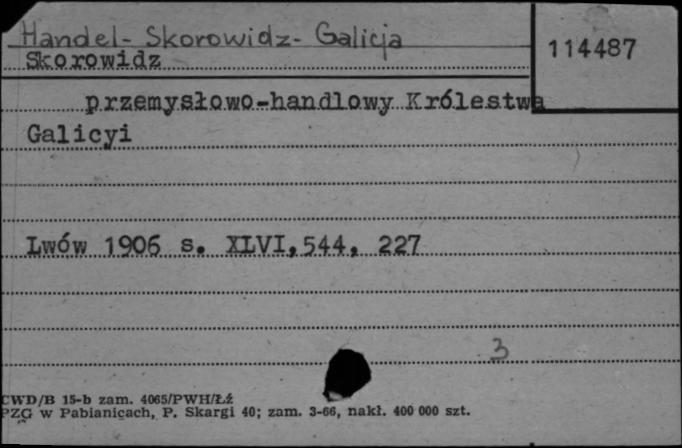 Handel- Skorowidz- Galicja
114487
Skorowidz
przemysłowo-handlowy Królestwa
Galicyi
Lwów 1906 s. XLVI,544, 227
3
CWD/B 15-b zam. 4065/PWH/Łź
PZG w Pabianicach, P. Skargi 40; zam. 3-66, nakł. 400 000 szt.